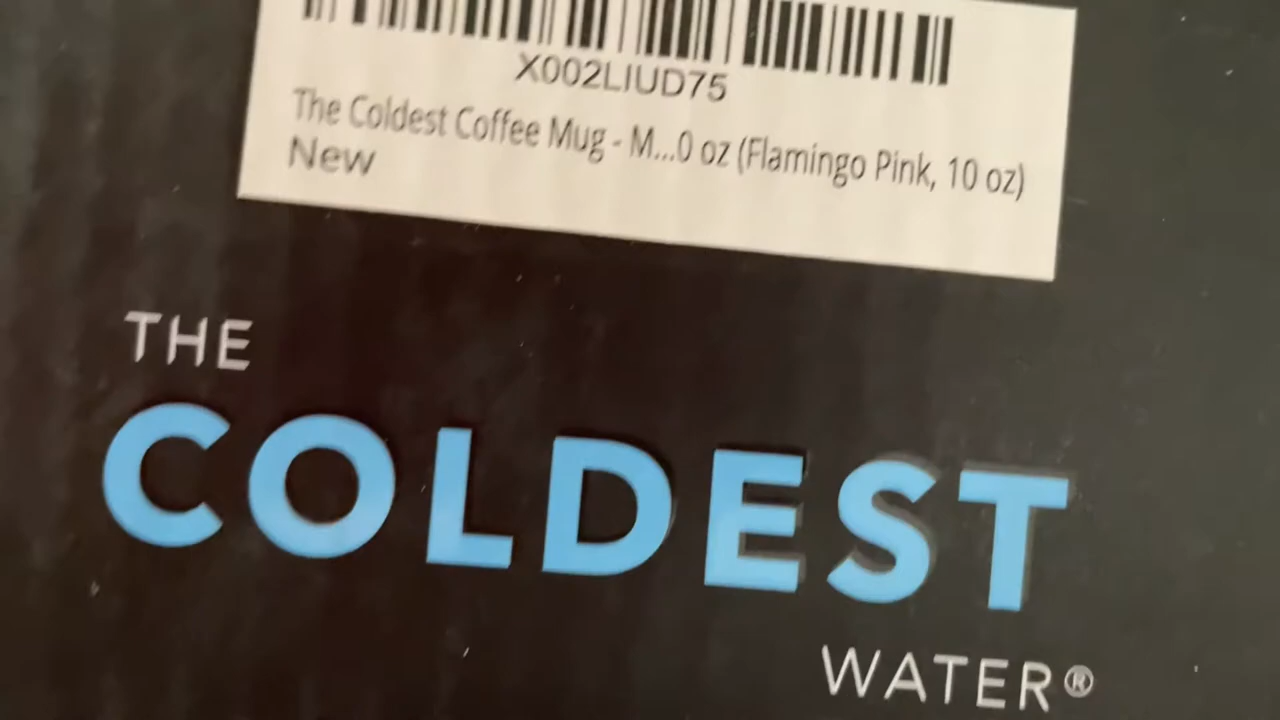 X002LIUD75
The Coldest Coffee Mug - M...0 oz (Flamingo Pink, 10 oz)
New
THE
COLDEST
WATER®